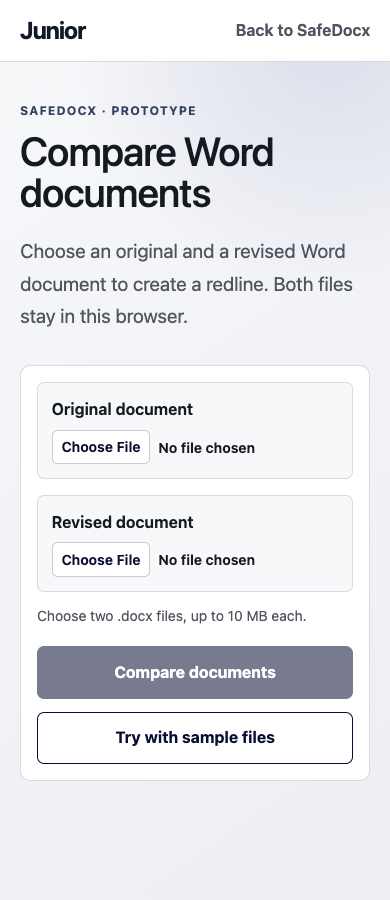 Junior
Back to SafeDocx
SAFEDOCX · PROTOTYPE
Compare Word
documents
Choose an original and a revised Word
document to create a redline. Both files
stay in this browser.
Original document
Choose File No file chosen
Revised document
Choose File No file chosen
Choose two .docx files, up to 10 MB each.
Compare documents
Try with sample files